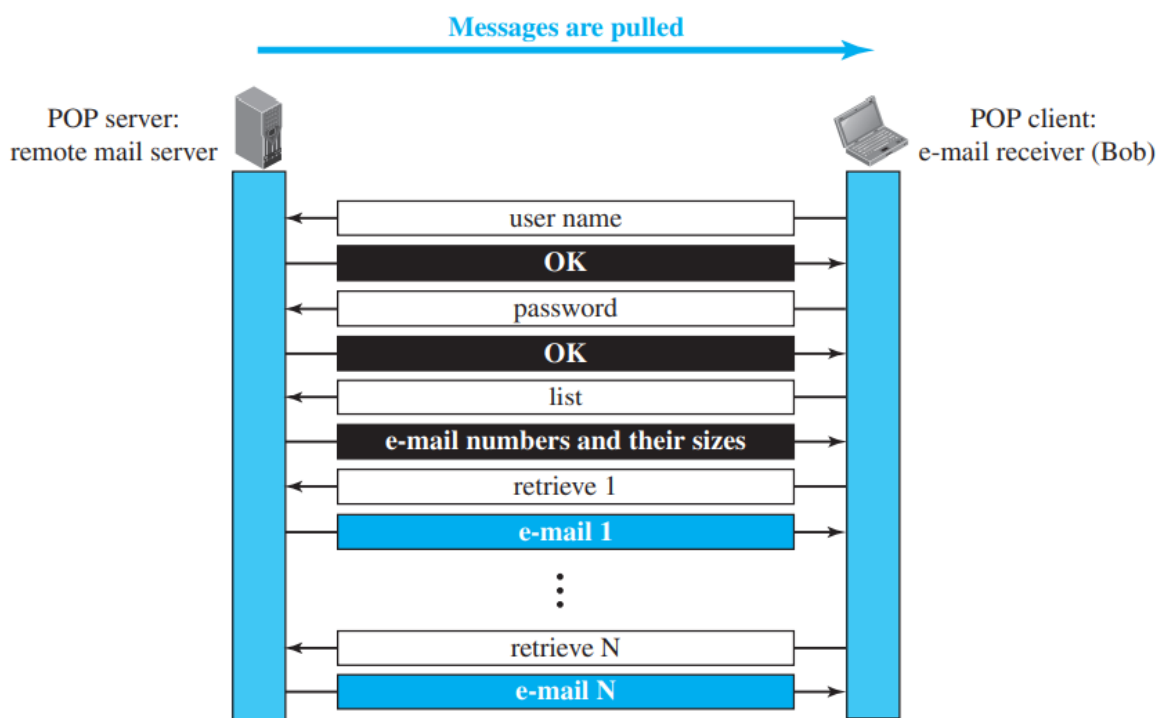 Messages are pulled
POP server:
remote mail server
POP client:
e-mail receiver (Bob)
user name
OK
password
OK
list
e-mail numbers and their sizes
retrieve 1
e-mail 1
retrieve N
e-mail N